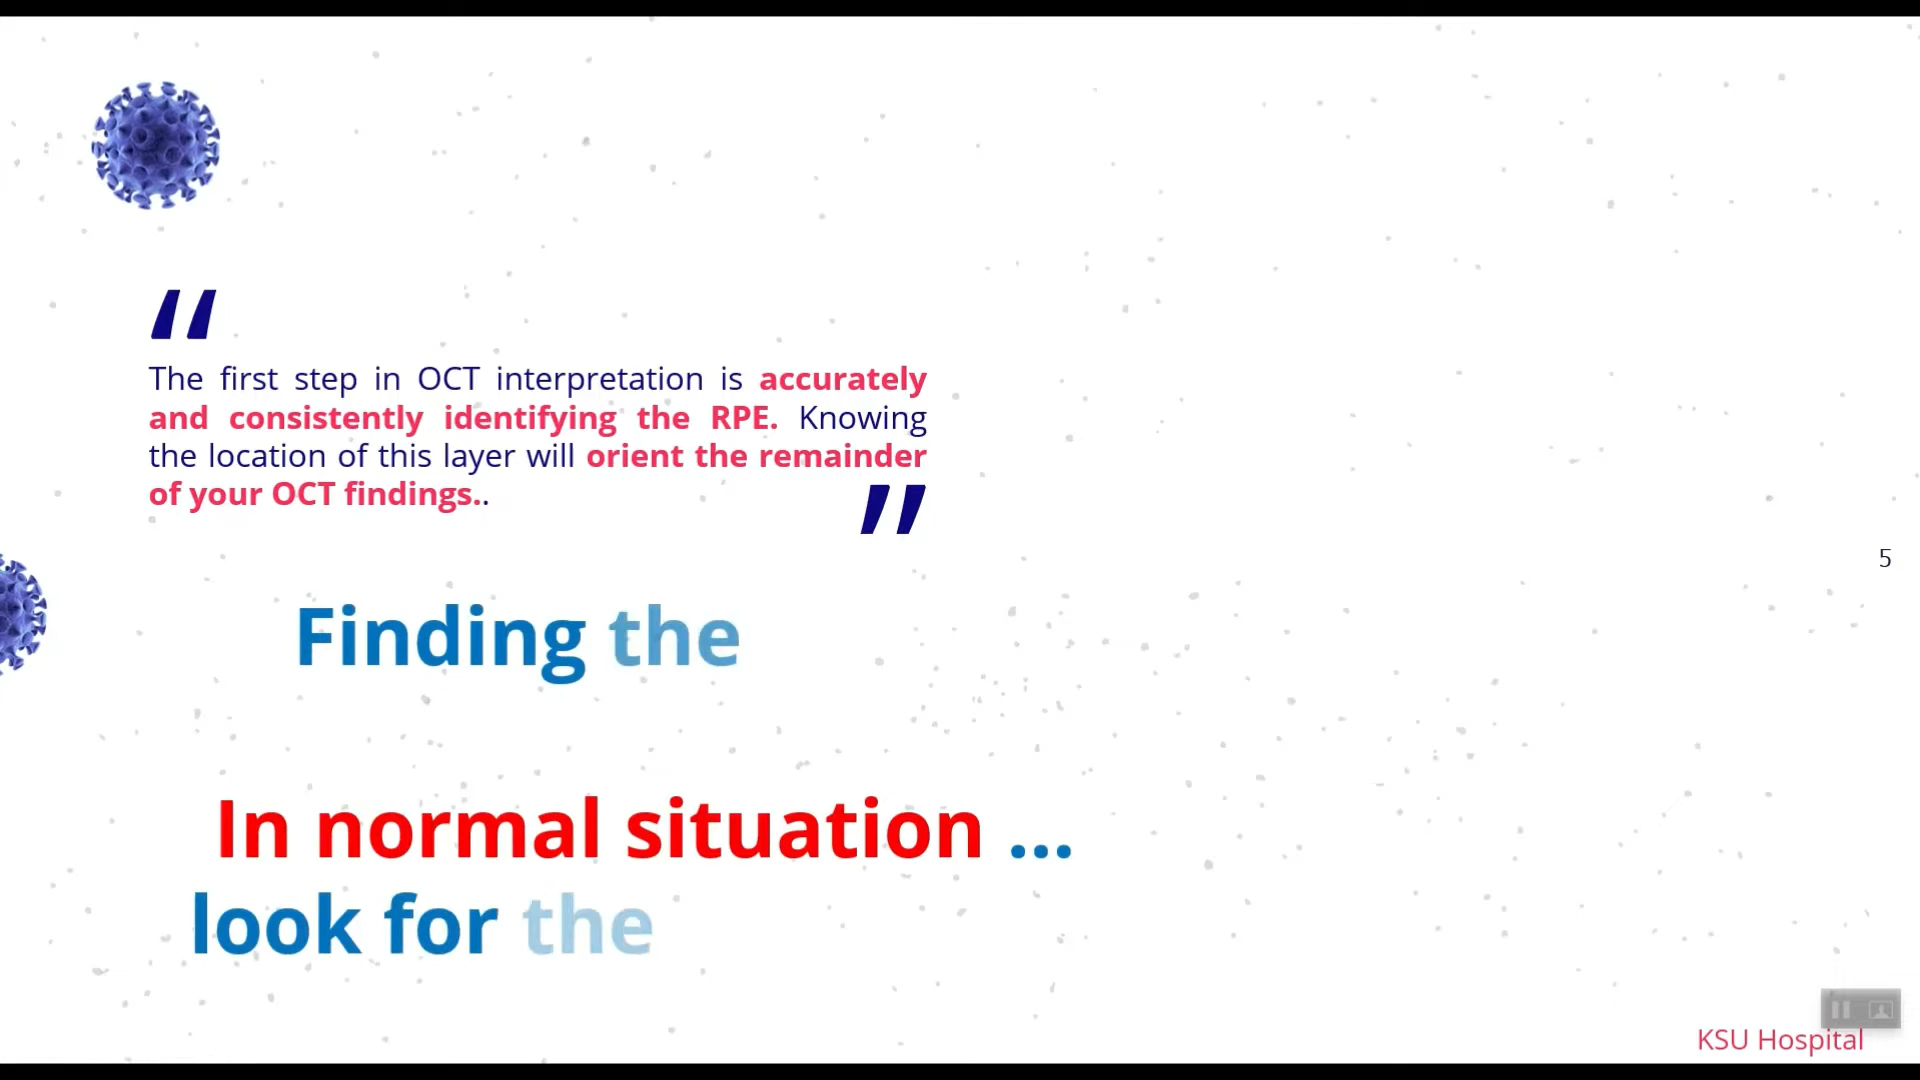 “
The first step in OCT interpretation is accurately
and consistently identifying the RPE. Knowing
the location of this layer will orient the remainder
of your OCT findings..
”
5
Finding the
In normal situation ...
look for the
KSU Hospital